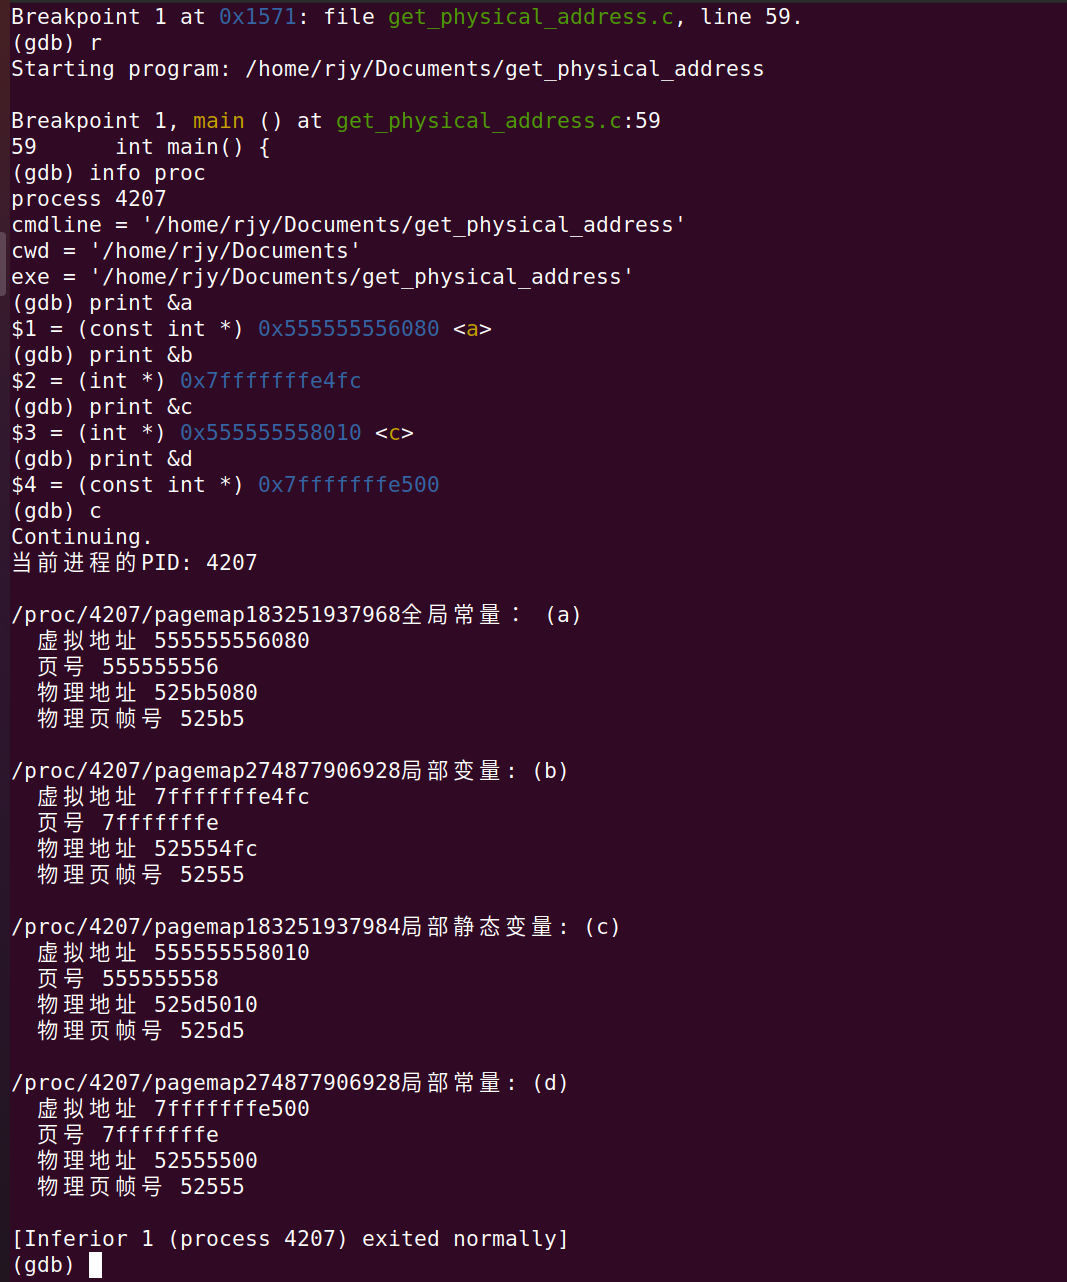 Breakpoint 1 at 0x1571: file get_physical_address.c, line 59.
(gdb) r
Starting program: /home/rjy/Documents/get_physical_address
Breakpoint 1, main () at get_physical_address.c:59
59      int main() {
(gdb) info proc
process 4207
cmdline = '/home/rjy/Documents/get_physical_address'
cwd = '/home/rjy/Documents'
exe = '/home/rjy/Documents/get_physical_address'
(gdb) print &a
$1 = (const int *) 0x555555556080 <a>
(gdb) print &b
$2 = (int *) 0x7fffffffe4fc
(gdb) print &c
$3 = (int *) 0x555555558010 <c>
(gdb) print &d
$4 = (const int *) 0x7fffffffe500
(gdb) c
Continuing.
当前进程的PID: 4207
/proc/4207/pagemap183251937968全局常量： (a)
  虚拟地址 555555556080
  页号 555555556
  物理地址 525b5080
  物理页帧号 525b5
/proc/4207/pagemap274877906928局部变量: (b)
  虚拟地址 7fffffffe4fc
  页号 7fffffffe
  物理地址 525554fc
  物理页帧号 52555
/proc/4207/pagemap183251937984局部静态变量: (c)
  虚拟地址 555555558010
  页号 555555558
  物理地址 525d5010
  物理页帧号 525d5
/proc/4207/pagemap274877906928局部常量: (d)
  虚拟地址 7fffffffe500
  页号 7fffffffe
  物理地址 52555500
  物理页帧号 52555
[Inferior 1 (process 4207) exited normally]
(gdb)